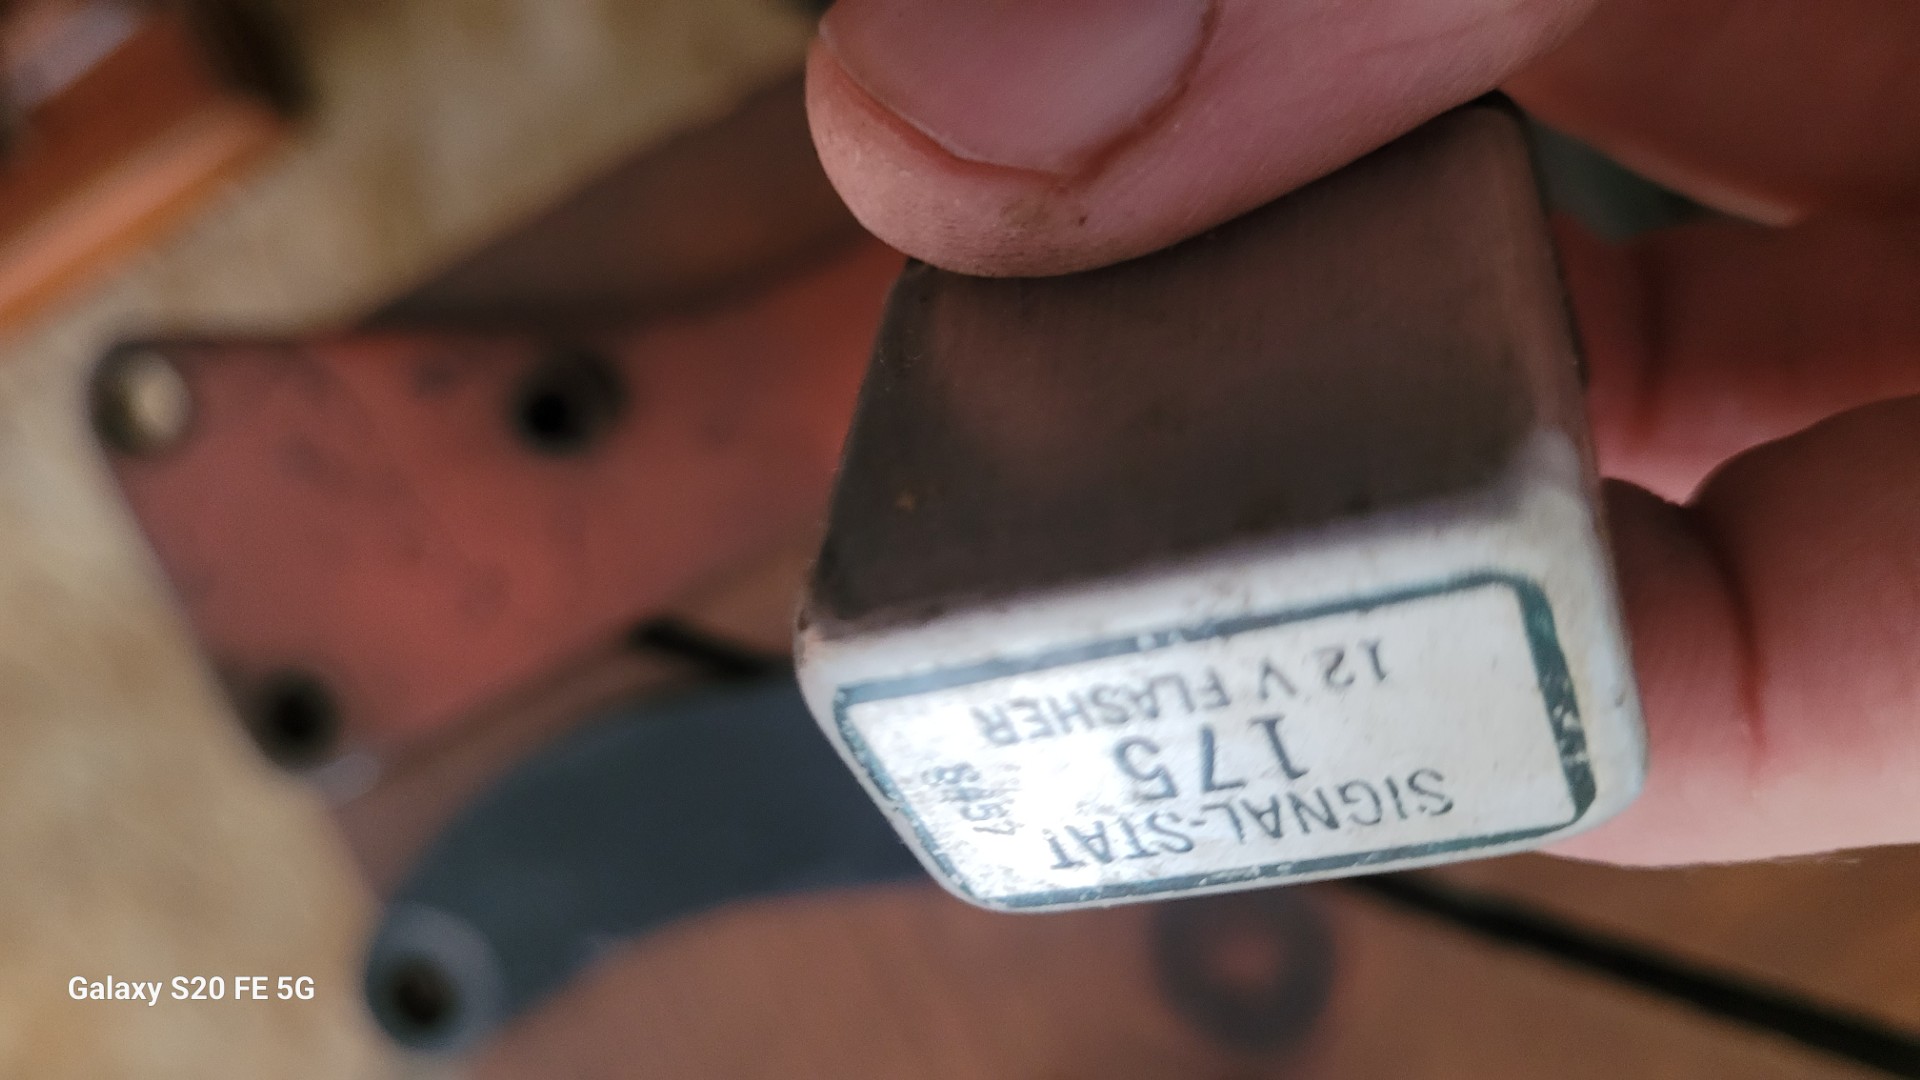 SIGNAL-STAT
175
12 V FLASHER
Galaxy S20 FE 5G